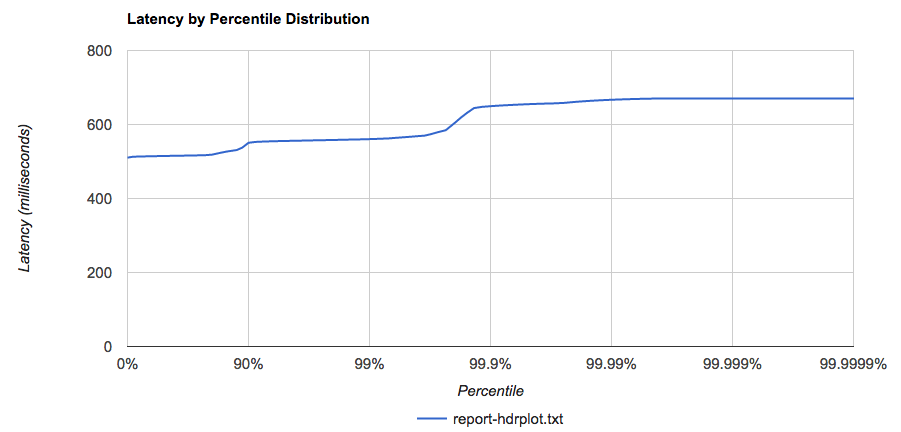 Latency by Percentile Distribution
Latency (milliseconds)
800
600
400
200
0
0% 90% 99% 99.9% 99.99% 99.999% 99.9999%
Percentile
report-hdrplot.txt